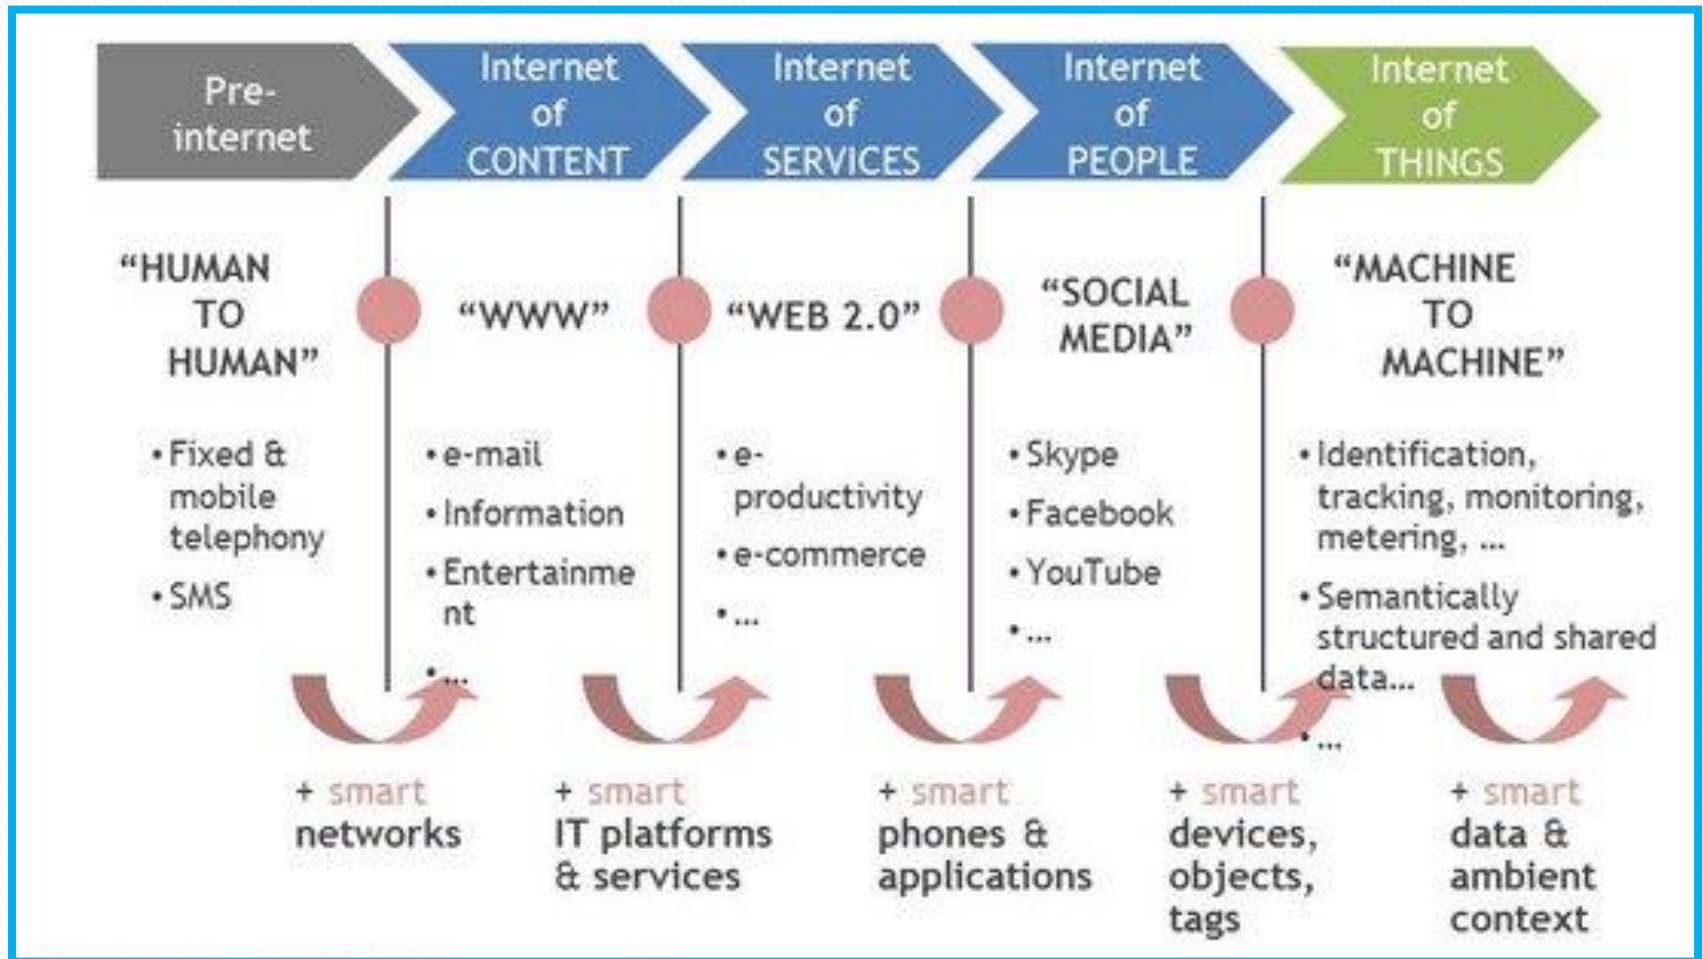 Pre-
internet
Internet
of
CONTENT
Internet
of
SERVICES
Internet
of
PEOPLE
Internet
of
THINGS
“HUMAN
TO
HUMAN”
“WWW”
“WEB 2.0”
“SOCIAL
MEDIA”
“MACHINE
TO
MACHINE”
• Fixed &
mobile
telephony
• SMS
• e-mail
• Information
• Entertainme
nt
• ...
• e-
productivity
• e-commerce
• ...
• Skype
• Facebook
• YouTube
• ...
• Identification,
tracking, monitoring,
metering, ...
• Semantically
structured and shared
data...
• ...
+ smart
networks
+ smart
IT platforms
& services
+ smart
phones &
applications
+ smart
devices,
objects,
tags
+ smart
data &
ambient
context